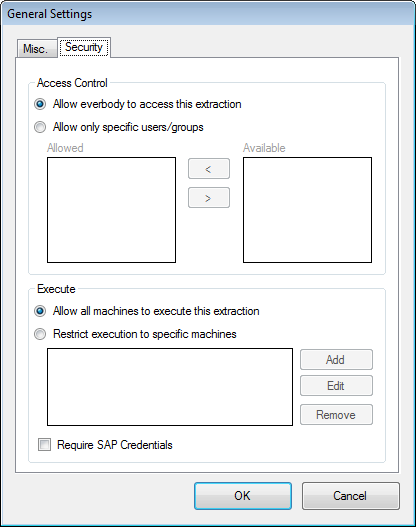 General Settings
Misc. Security
Access Control
Allow everbody to access this extraction
Allow only specific users/groups
Allowed Available
<
>
Execute
Allow all machines to execute this extraction
Restrict execution to specific machines
Add
Edit
Remove
Require SAP Credentials
OK Cancel